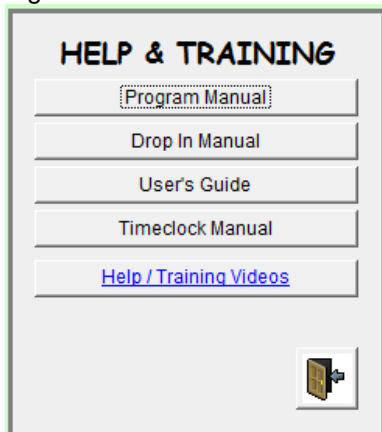 HELP & TRAINING
Program Manual
Drop In Manual
User's Guide
Timeclock Manual
Help / Training Videos